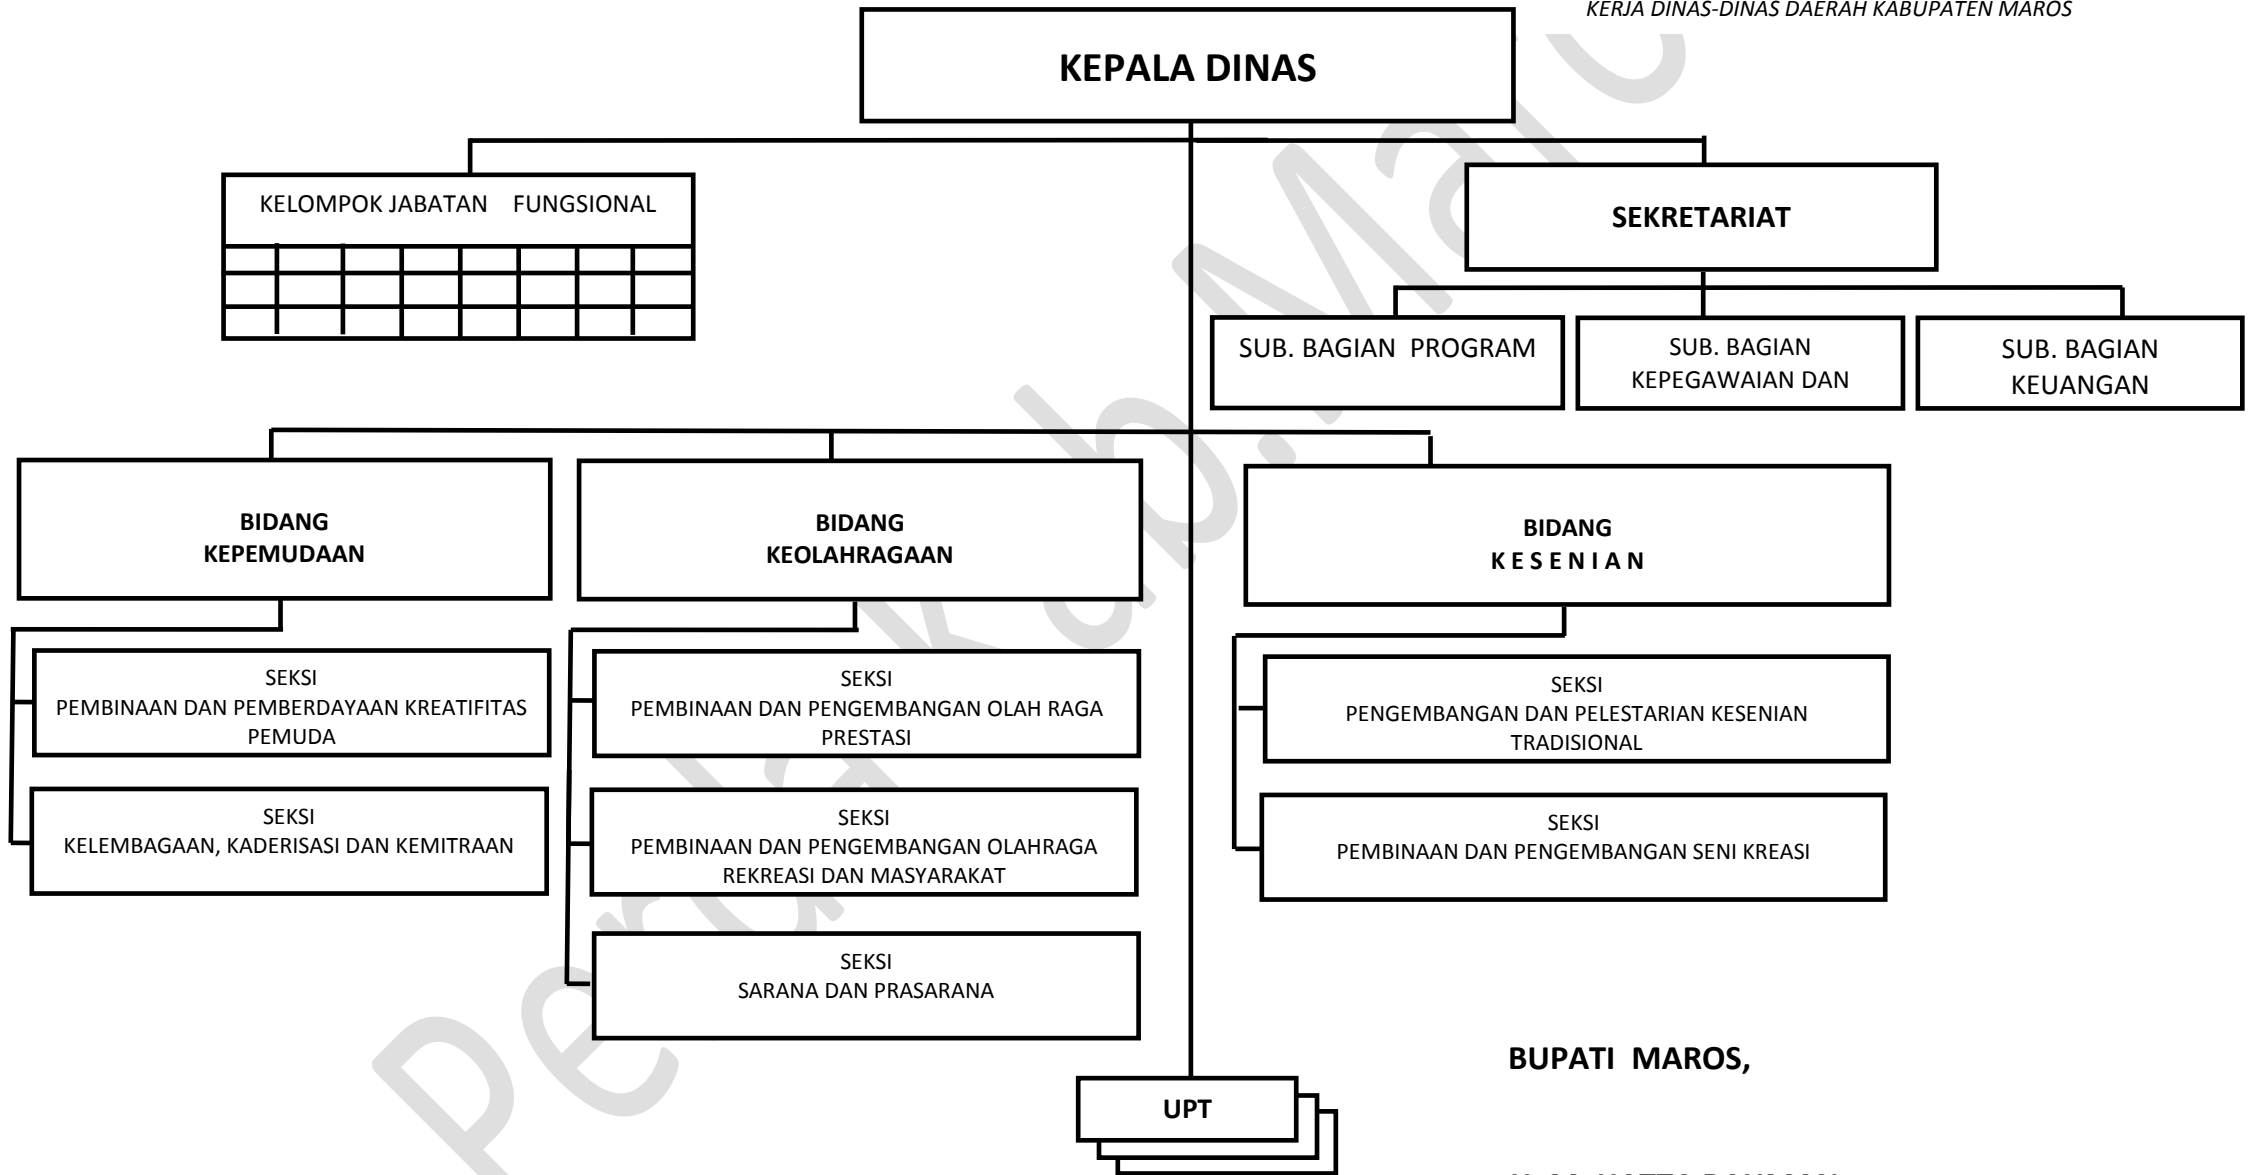 KERJA DINAS-DINAS DAERAH KABUPATEN MAROS
KEPALA DINAS
KELOMPOK JABATAN FUNGSIONAL
SEKRETARIAT
SUB. BAGIAN PROGRAM
SUB. BAGIAN
KEPEGAWAIAN DAN
SUB. BAGIAN
KEUANGAN
BIDANG
KEPEMUDAAN
BIDANG
KEOLAHRAGAAN
BIDANG
K E S E N I A N
SEKSI
PEMBINAAN DAN PEMBERDAYAAN KREATIFITAS
PEMUDA
SEKSI
KELEMBAGAAN, KADERISASI DAN KEMITRAAN
SEKSI
PEMBINAAN DAN PENGEMBANGAN OLAH RAGA
PRESTASI
SEKSI
PEMBINAAN DAN PENGEMBANGAN OLAHRAGA
REKREASI DAN MASYARAKAT
SEKSI
SARANA DAN PRASARANA
SEKSI
PENGEMBANGAN DAN PELESTARIAN KESENIAN
TRADISIONAL
SEKSI
PEMBINAAN DAN PENGEMBANGAN SENI KREASI
UPT
BUPATI MAROS,
Perda Kab.Maro